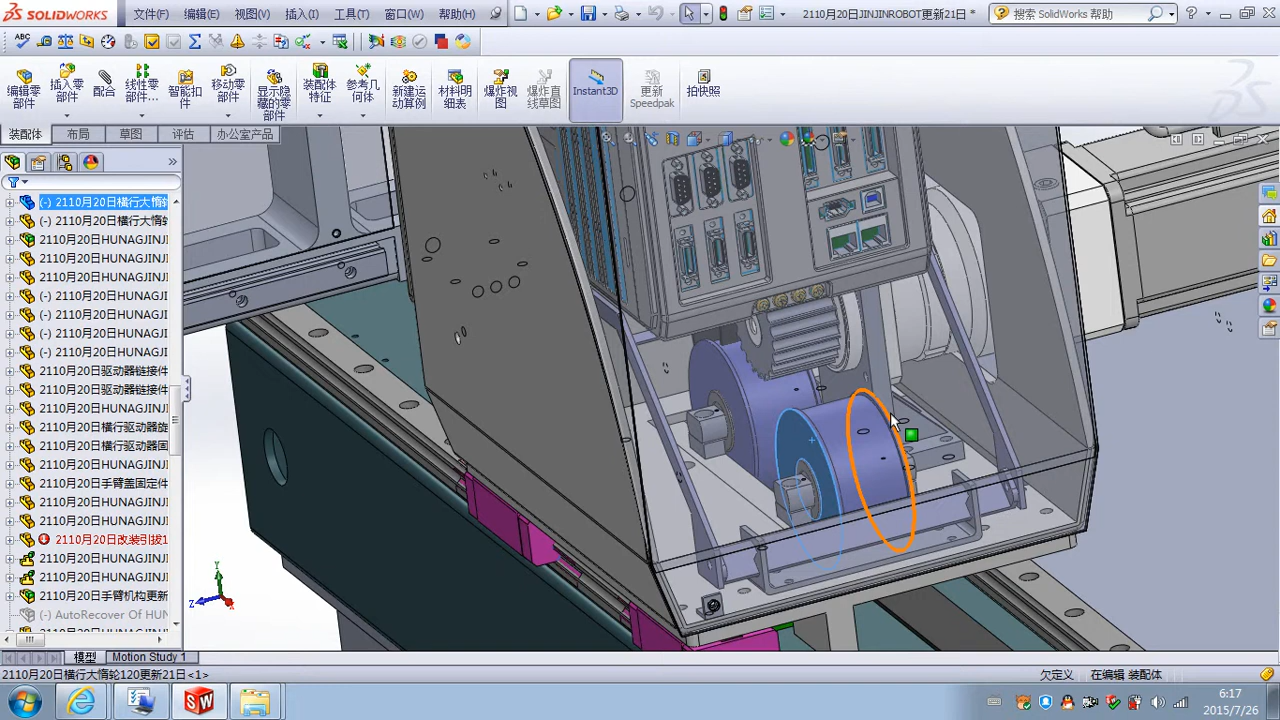 SOLIDWORKS 文件(F) 编辑(E) 视图(V) 插入(I) 工具(T) 窗口(W) 帮助(H) 2110月20日JINJINROBOT更新21日 * 搜索 SolidWorks 帮助
编辑零部件
插入零部件
配合
线性零部件...
智能扣件
移动零部件
显示隐藏的零部件
装配体特征
参考几何体
新建运动算例
材料明细表
爆炸视图
爆炸直线草图
Instant3D
更新 Speedpak
拍快照
装配体 布局 草图 评估 办公室产品
(-) 2110月20日橫行大惰
(-) 2110月20日橫行大惰
2110月20日HUNAGJINJI
2110月20日HUNAGJINJI
2110月20日HUNAGJINJI
2110月20日HUNAGJINJI
2110月20日HUNAGJINJI
2110月20日HUNAGJINJI
2110月20日HUNAGJINJI
2110月20日驱动器链接件
2110月20日驱动器链接件
2110月20日横行驱动器旋
2110月20日横行驱动器固
2110月20日手臂盖固定件
2110月20日HUNAGJINJI
2110月20日HUNAGJINJI
2110月20日手臂机构更新
2110月20日HUNAGJINJI
2110月20日改装引拔1
2110月20日HUNAGJINJI
2110月20日HUNAGJINJI
2110月20日手臂机构更新
(-) AutoRecover Of HUN
Y
Z
模型 Motion Study 1
2110月20日橫行大惰轮120更新21日<1> 欠定义 在编辑 装配体
6:17
2015/7/26